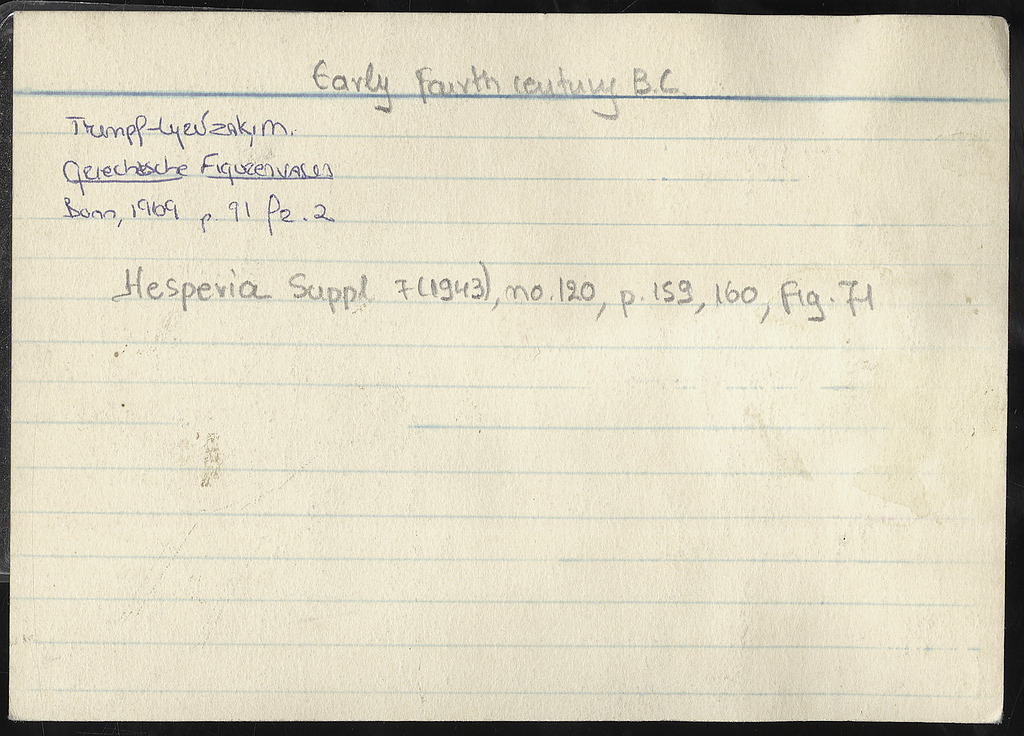 Early Fourth century B.C.
Trumpf-Lyritzaki, M.
Griechische Figurenvasen
Bonn, 1969 p. 91 fr. 2
Hesperia Suppl 7 (1943), no. 120, p. 159, 160, fig. 71